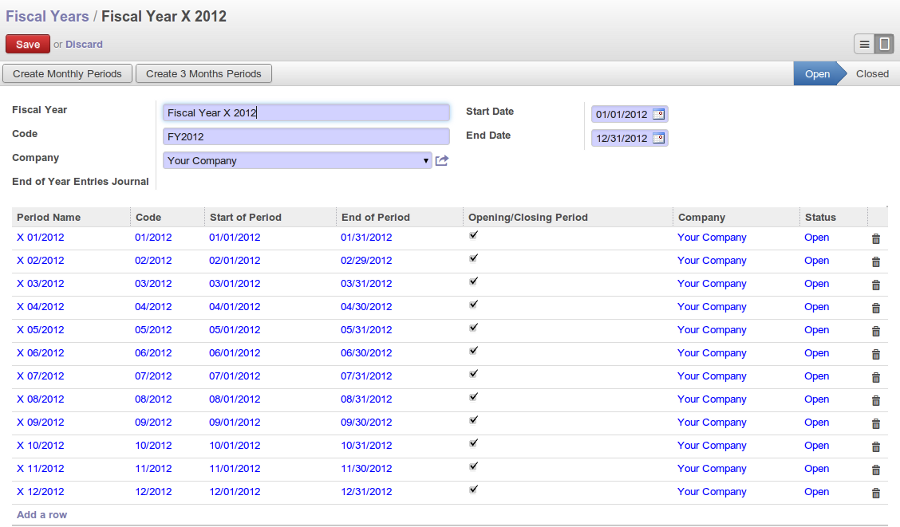 Fiscal Years / Fiscal Year X 2012
Save or Discard
Create Monthly Periods Create 3 Months Periods Open Closed
Fiscal Year Fiscal Year X 2012 Start Date 01/01/2012
Code FY2012 End Date 12/31/2012
Company Your Company
End of Year Entries Journal
Period Name Code Start of Period End of Period Opening/Closing Period Company Status
X 01/2012 01/2012 01/01/2012 01/31/2012 Your Company Open
X 02/2012 02/2012 02/01/2012 02/29/2012 Your Company Open
X 03/2012 03/2012 03/01/2012 03/31/2012 Your Company Open
X 04/2012 04/2012 04/01/2012 04/30/2012 Your Company Open
X 05/2012 05/2012 05/01/2012 05/31/2012 Your Company Open
X 06/2012 06/2012 06/01/2012 06/30/2012 Your Company Open
X 07/2012 07/2012 07/01/2012 07/31/2012 Your Company Open
X 08/2012 08/2012 08/01/2012 08/31/2012 Your Company Open
X 09/2012 09/2012 09/01/2012 09/30/2012 Your Company Open
X 10/2012 10/2012 10/01/2012 10/31/2012 Your Company Open
X 11/2012 11/2012 11/01/2012 11/30/2012 Your Company Open
X 12/2012 12/2012 12/01/2012 12/31/2012 Your Company Open
Add a row